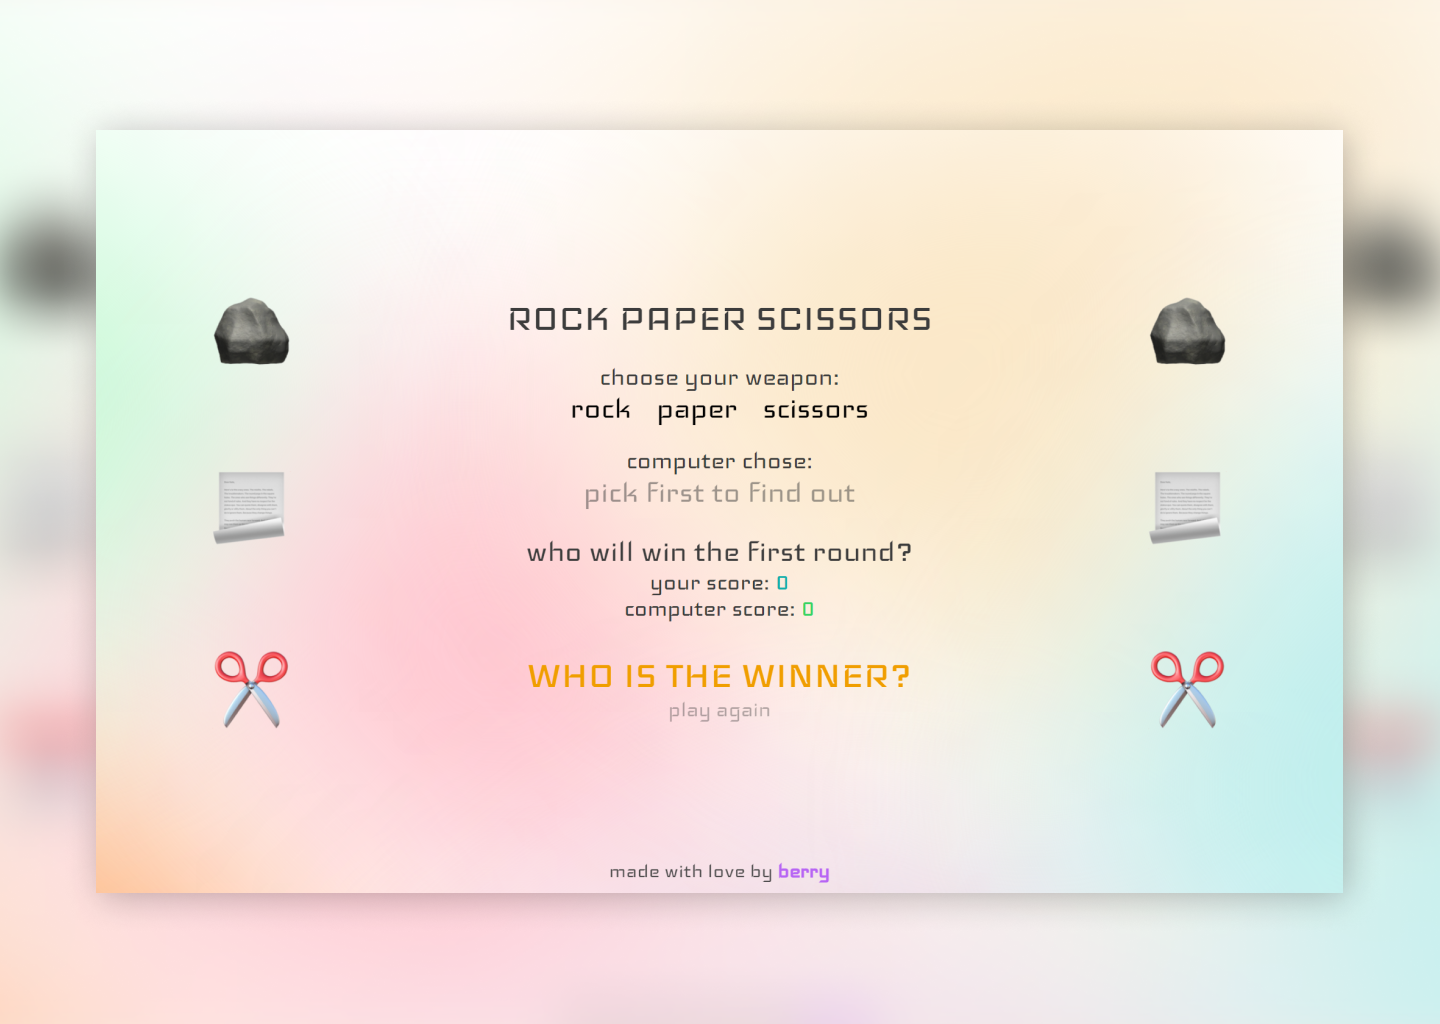 ROCK PAPER SCISSORS
choose your weapon:
rock paper scissors
computer chose:
pick first to find out
who will win the first round?
your score: 0
computer score: 0
WHO IS THE WINNER?
play again
made with love by berry